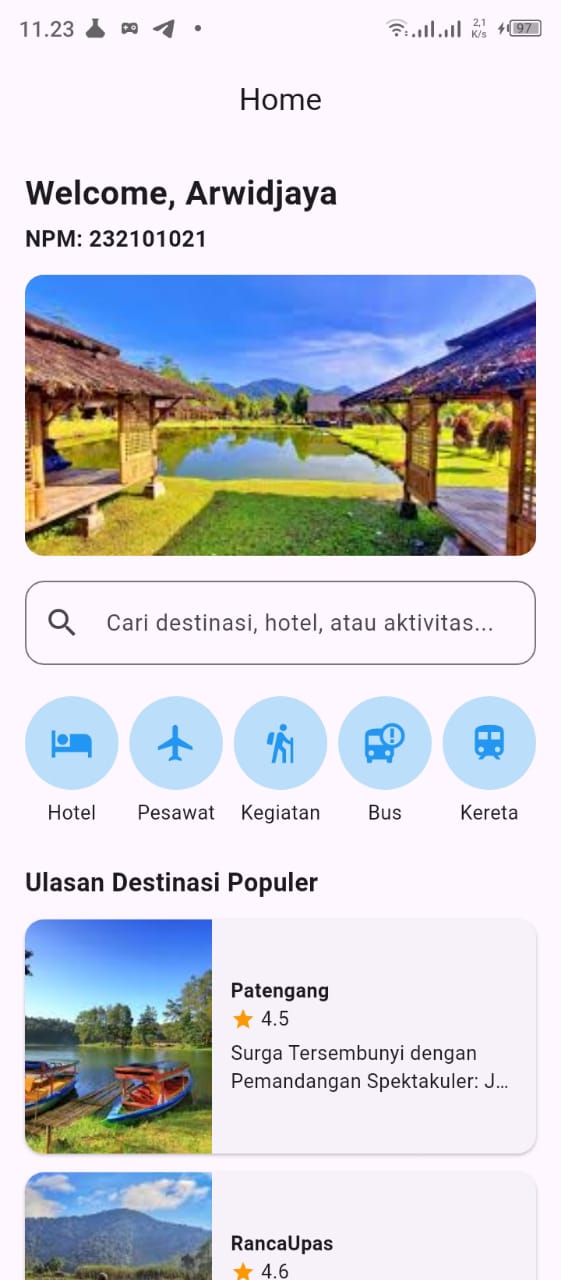 11.23
2,1
K/s
97
Home
Welcome, Arwidjaya
NPM: 232101021
Cari destinasi, hotel, atau aktivitas...
Hotel
Pesawat
Kegiatan
Bus
Kereta
Ulasan Destinasi Populer
Patengang
4.5
Surga Tersembunyi dengan
Pemandangan Spektakuler: J...
RancaUpas
4.6